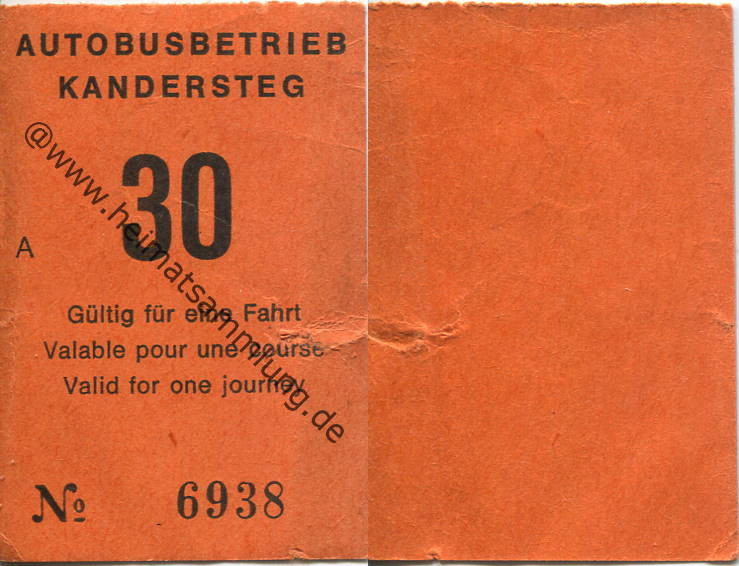 AUTOBUSBETRIEB
KANDERSTEG
30
A
Gültig für eine Fahrt
Valable pour une course
Valid for one journey
№ 6938
@www.heimatsammlung.de